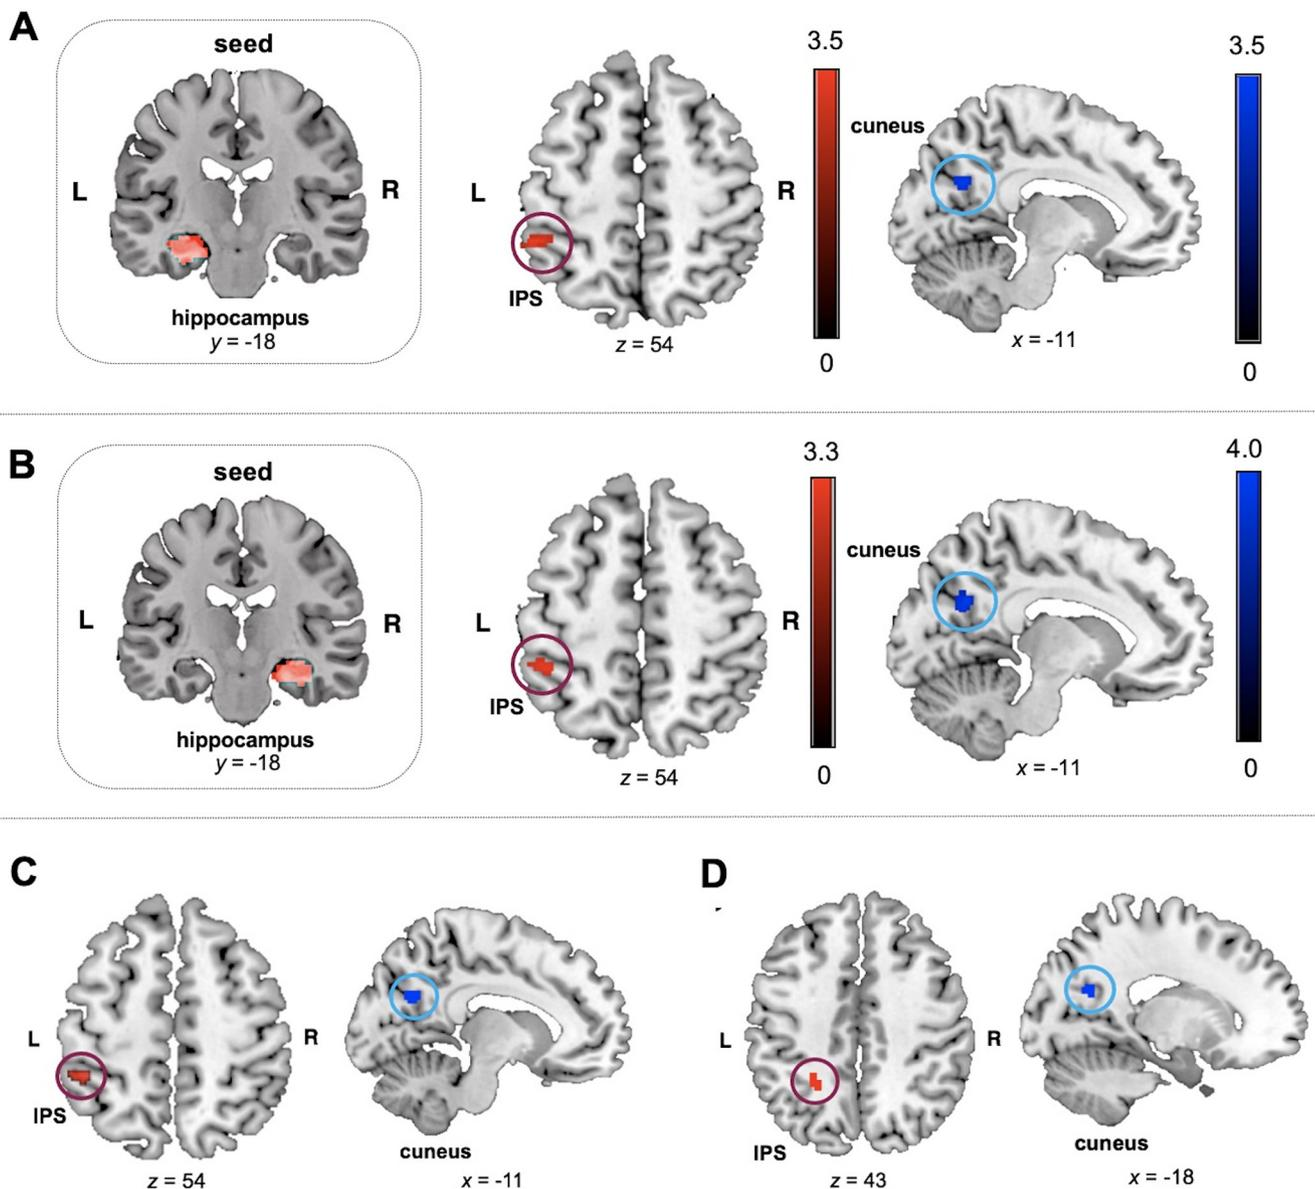 A
seed
L
R
hippocampus
y = -18
L
R
IPS
z = 54
3.5
0
cuneus
x = -11
3.5
0
B
seed
L
R
hippocampus
y = -18
L
R
IPS
z = 54
3.3
0
cuneus
x = -11
4.0
0
C
L
R
IPS
z = 54
cuneus
x = -11
D
L
R
IPS
z = 43
cuneus
x = -18